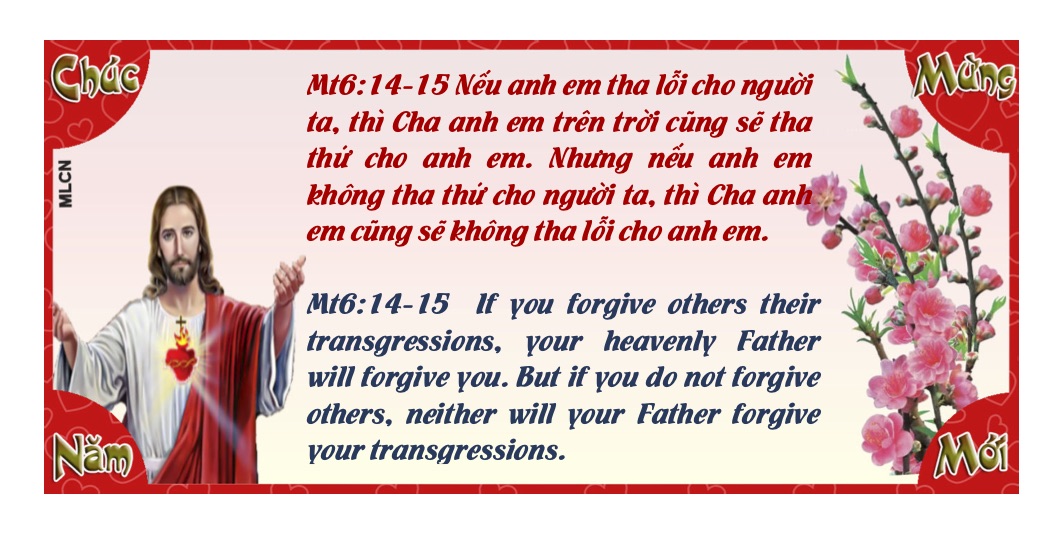 Chúc Mừng
MLCN
Mt6:14-15 Nếu anh em tha lỗi cho người
ta, thì Cha anh em trên trời cũng sẽ tha
thứ cho anh em. Nhưng nếu anh em
không tha thứ cho người ta, thì Cha anh
em cũng sẽ không tha lỗi cho anh em.
Mt6:14-15 If you forgive others their
transgressions, your heavenly Father
will forgive you. But if you do not forgive
others, neither will your Father forgive
your transgressions.
Năm Mới